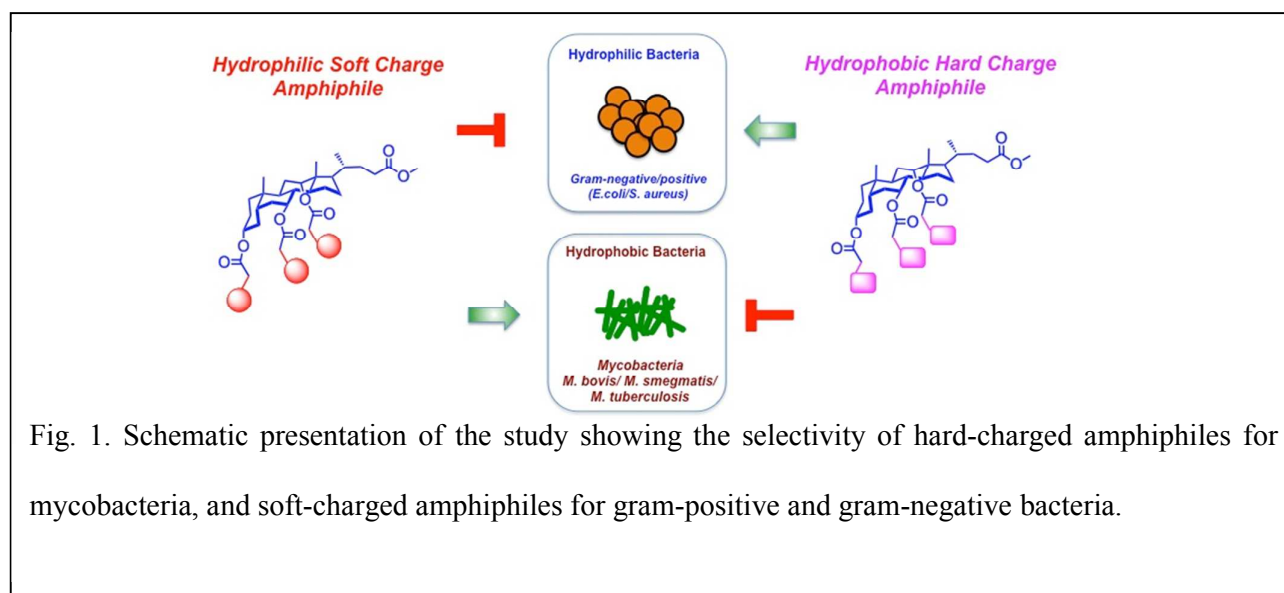 Hydrophilic Soft Charge
Amphiphile
Hydrophilic Bacteria
Gram-negative/positive
(E.coli/S. aureus)
Hydrophobic Hard Charge
Amphiphile
O
O
O
O
O
O
O
O
Hydrophobic Bacteria
Mycobacteria
M. bovis/ M. smegmatis/
M. tuberculosis
O
O
O
O
O
O
O
O
Fig. 1. Schematic presentation of the study showing the selectivity of hard-charged amphiphiles for
mycobacteria, and soft-charged amphiphiles for gram-positive and gram-negative bacteria.